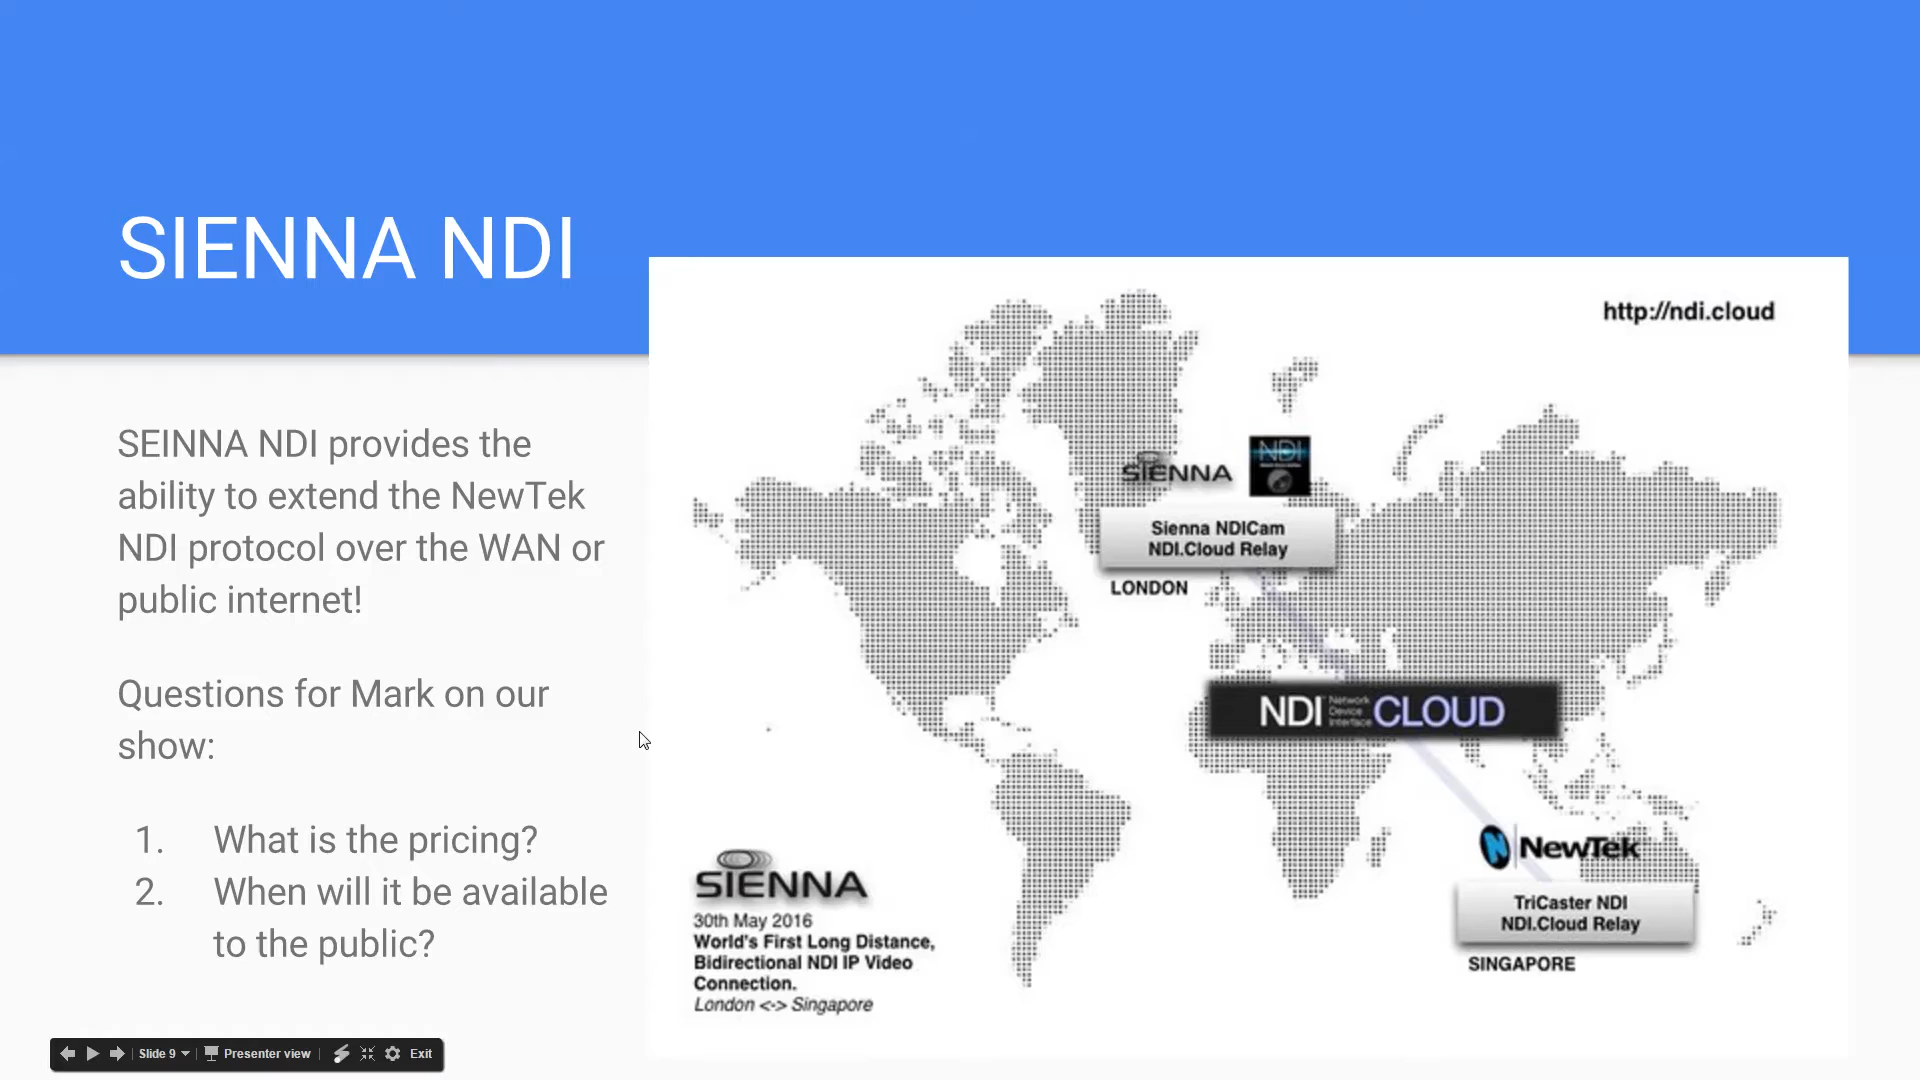 SIENNA NDI
http://ndi.cloud
SEINNA NDI provides the
ability to extend the NewTek
NDI protocol over the WAN or
public internet!
Questions for Mark on our
show:
1. What is the pricing?
2. When will it be available
to the public?
SIENNA
NDI
Sienna NDICam
NDI.Cloud Relay
LONDON
NDI™ Network Device Interface CLOUD
NewTek
TriCaster NDI
NDI.Cloud Relay
SINGAPORE
SIENNA
30th May 2016
World's First Long Distance,
Bidirectional NDI IP Video
Connection.
London <-> Singapore
Slide 9
Presenter view
Exit